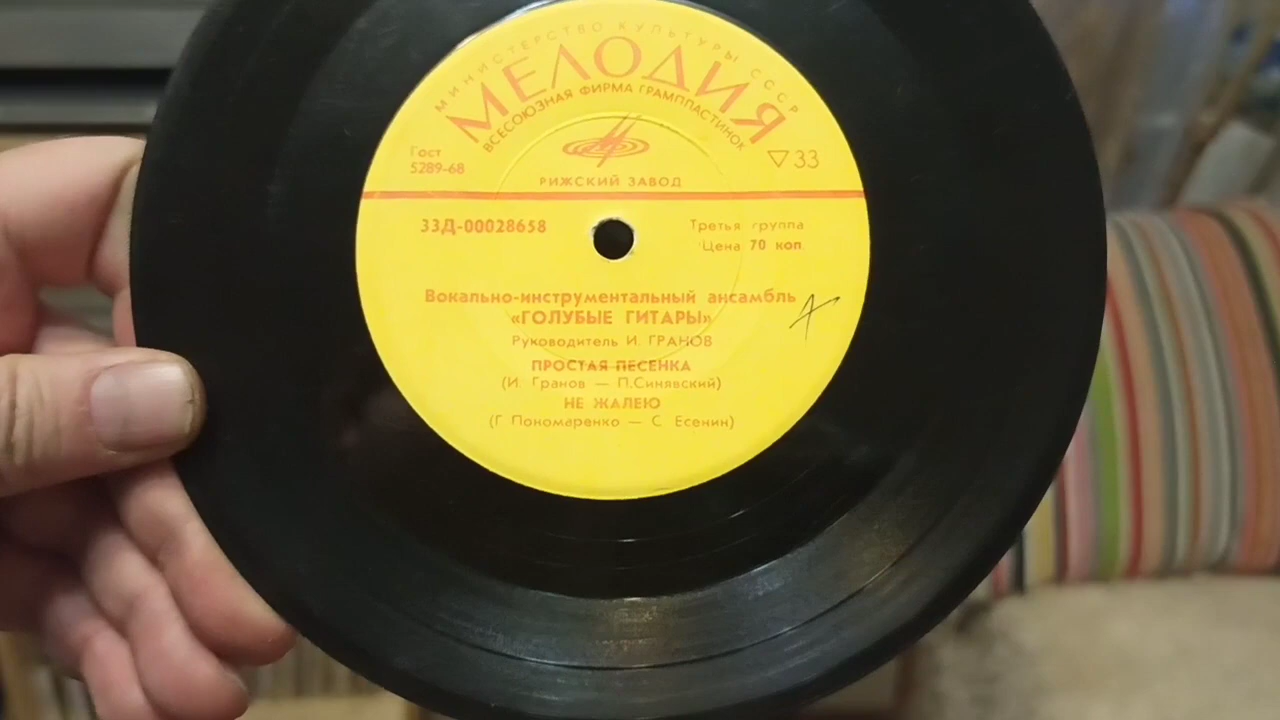 МИНИСТЕРСТВО КУЛЬТУРЫ СССР
МЕЛОДИЯ
ВСЕСОЮЗНАЯ ФИРМА ГРАМПЛАСТИНОК
Гост
5289-68
33
РИЖСКИЙ ЗАВОД
33Д-00028658
Третья группа
Цена 70 коп
Вокально-инструментальный ансамбль
«ГОЛУБЫЕ ГИТАРЫ»
Руководитель И. ГРАНОВ
ПРОСТАЯ ПЕСЕНКА
(И. Гранов — П.Синявский)
НЕ ЖАЛЕЮ
(Г Пономаренко — С. Есенин)